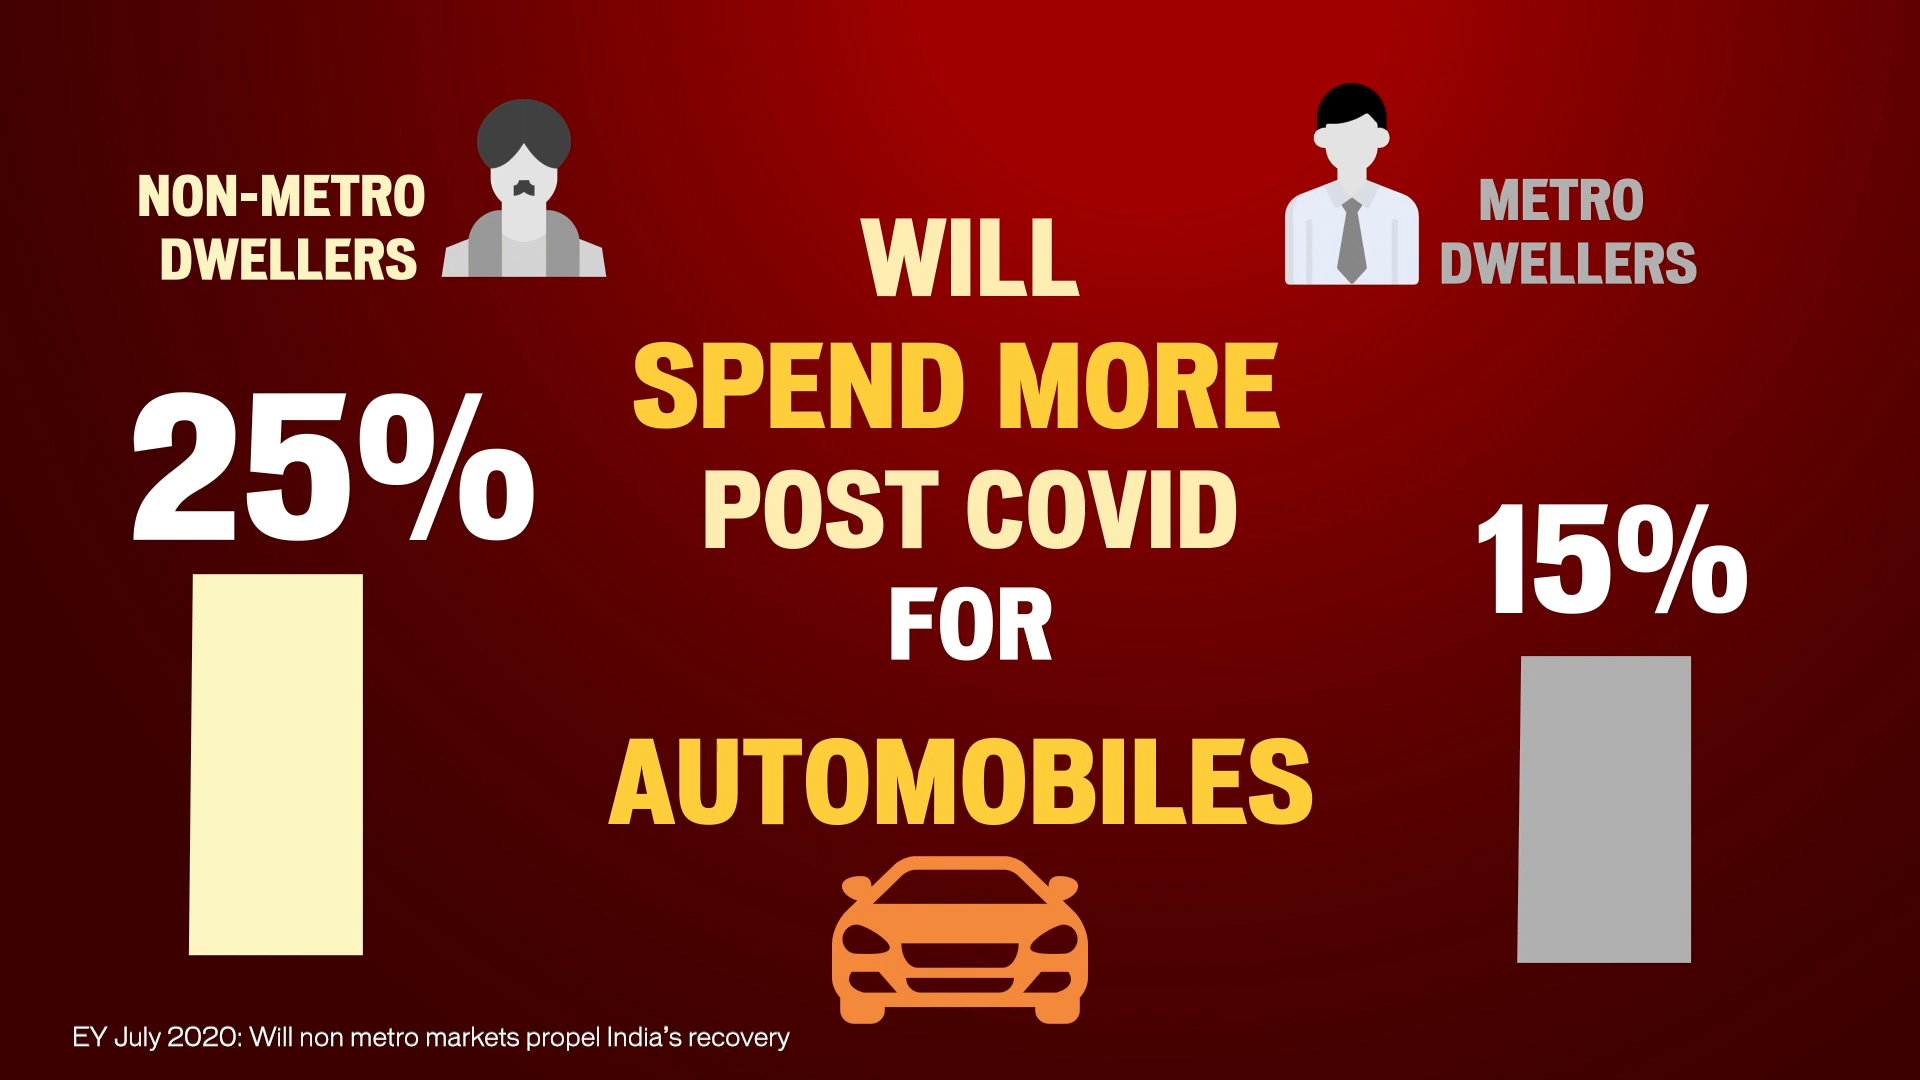 NON-METRO
DWELLERS
25%
WILL
SPEND MORE
POST COVID
FOR
AUTOMOBILES
METRO
DWELLERS
15%
EY July 2020: Will non metro markets propel India's recovery